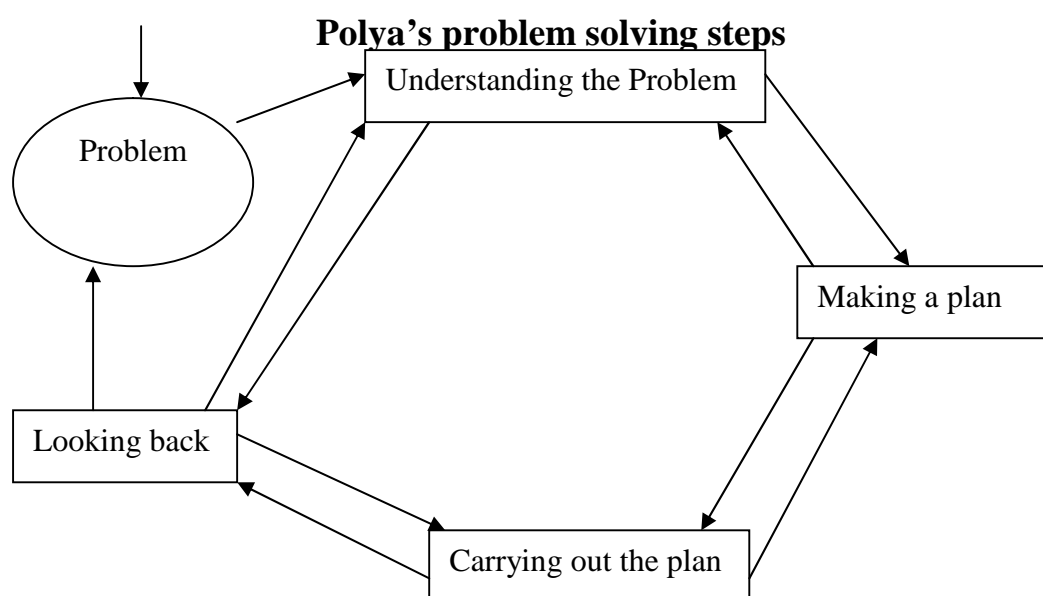 Polya’s problem solving steps
Understanding the Problem
Problem
Making a plan
Looking back
Carrying out the plan